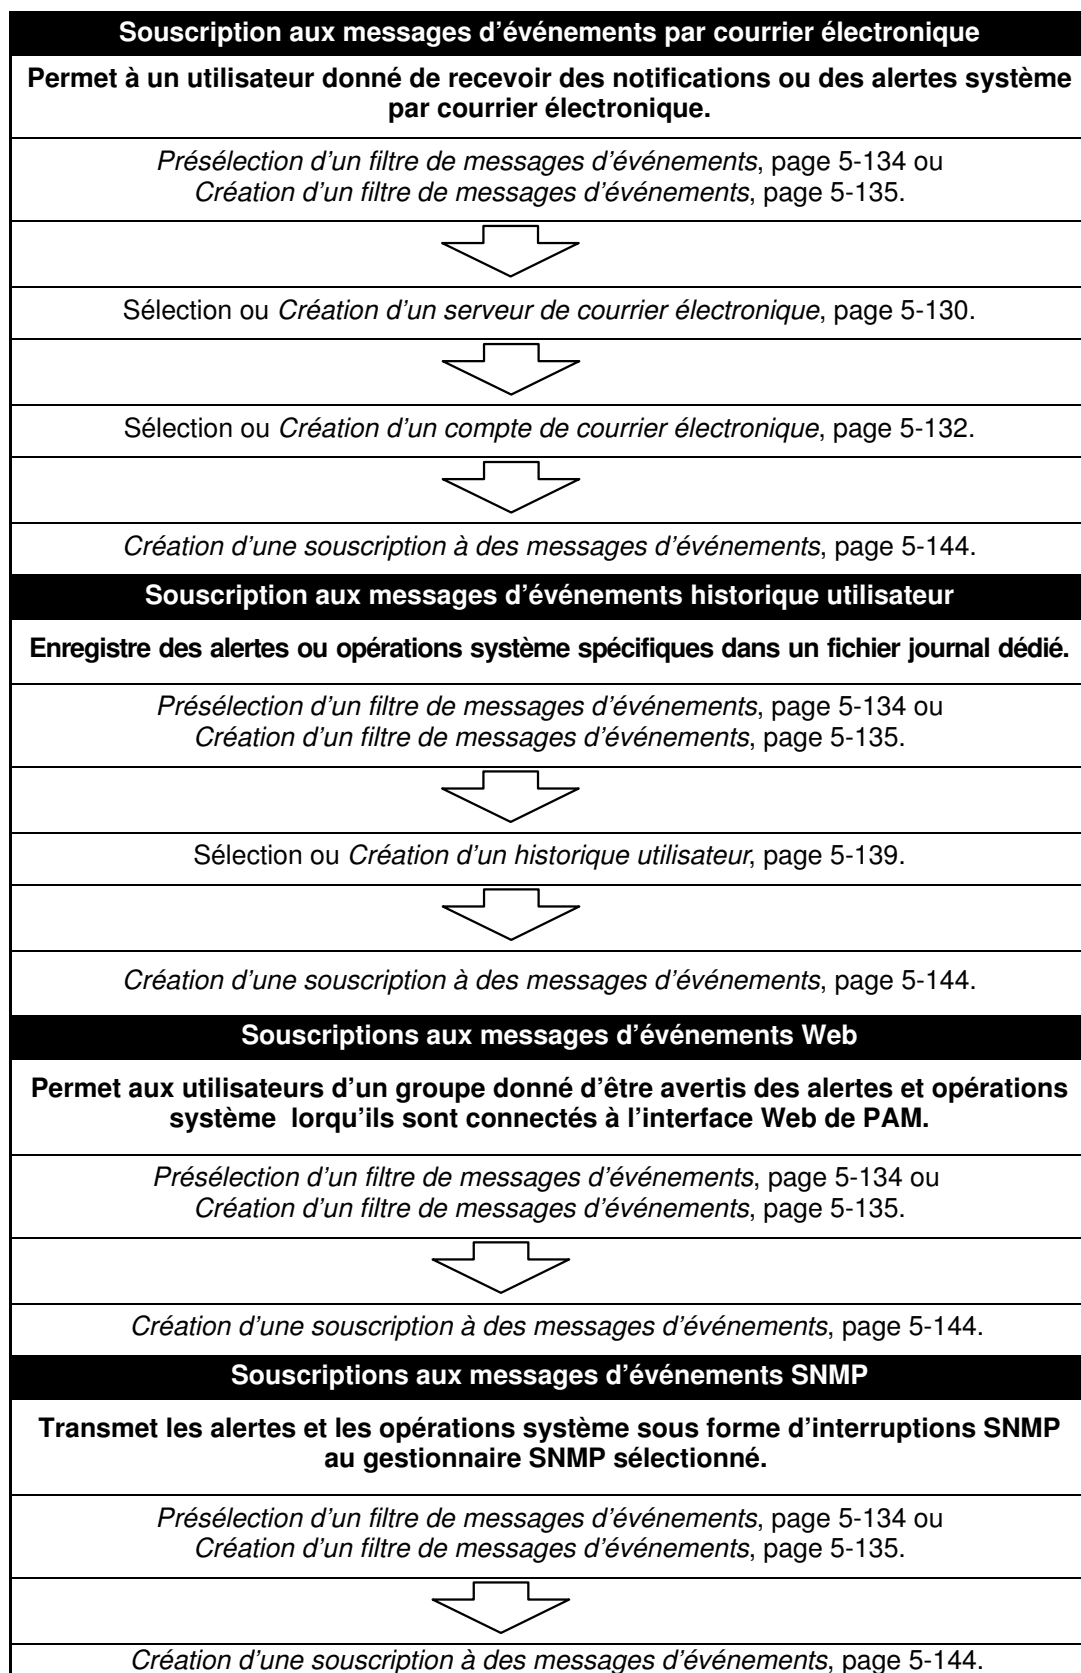 Souscription aux messages d'événements par courrier électronique
Permet à un utilisateur donné de recevoir des notifications ou des alertes système
par courrier électronique.
Présélection d'un filtre de messages d'événements, page 5-134 ou
Création d'un filtre de messages d'événements, page 5-135.
Sélection ou Création d'un serveur de courrier électronique, page 5-130.
Sélection ou Création d'un compte de courrier électronique, page 5-132.
Création d'une souscription à des messages d'événements, page 5-144.
Souscription aux messages d'événements historique utilisateur
Enregistre des alertes ou opérations système spécifiques dans un fichier journal dédié.
Présélection d'un filtre de messages d'événements, page 5-134 ou
Création d'un filtre de messages d'événements, page 5-135.
Sélection ou Création d'un historique utilisateur, page 5-139.
Création d'une souscription à des messages d'événements, page 5-144.
Souscriptions aux messages d'événements Web
Permet aux utilisateurs d'un groupe donné d'être avertis des alertes et opérations
système lorqu'ils sont connectés à l'interface Web de PAM.
Présélection d'un filtre de messages d'événements, page 5-134 ou
Création d'un filtre de messages d'événements, page 5-135.
Création d'une souscription à des messages d'événements, page 5-144.
Souscriptions aux messages d'événements SNMP
Transmet les alertes et les opérations système sous forme d'interruptions SNMP
au gestionnaire SNMP sélectionné.
Présélection d'un filtre de messages d'événements, page 5-134 ou
Création d'un filtre de messages d'événements, page 5-135.
Création d'une souscription à des messages d'événements, page 5-144.